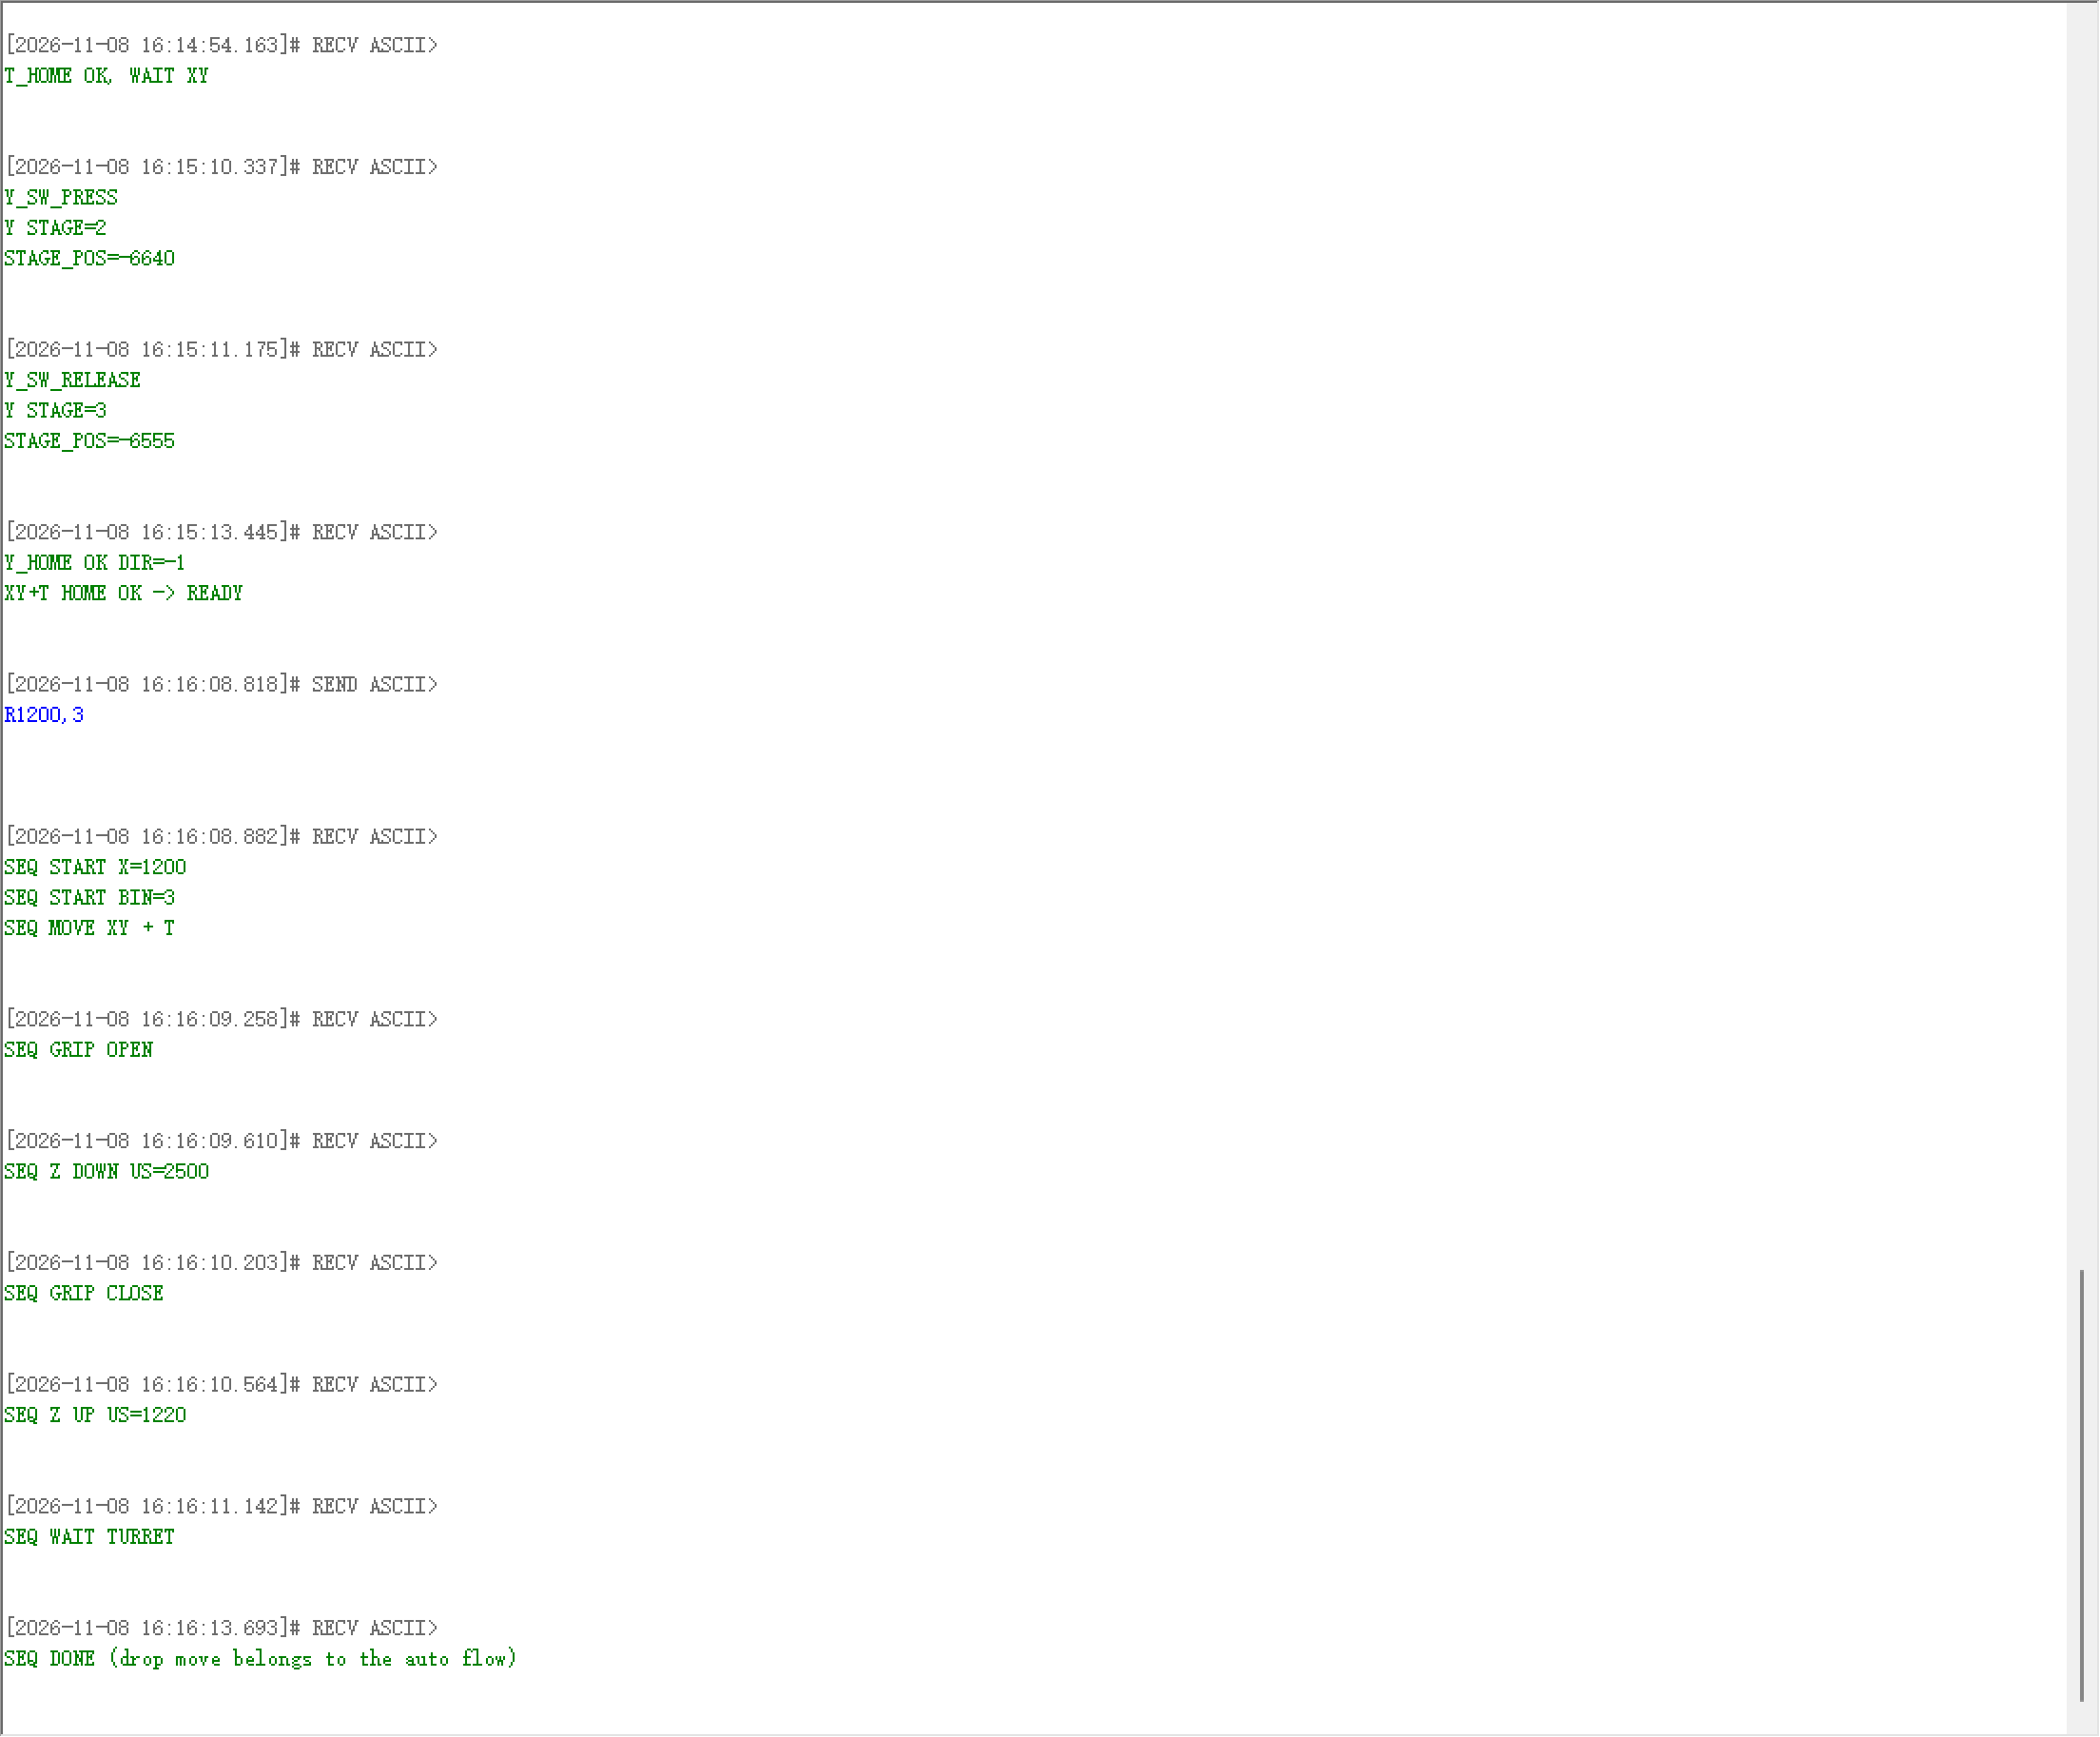 [2026-11-08 16:14:54.163]# RECV ASCII>
T_HOME OK, WAIT XY
[2026-11-08 16:15:10.337]# RECV ASCII>
Y_SW_PRESS
Y STAGE=2
STAGE_POS=-6640
[2026-11-08 16:15:11.175]# RECV ASCII>
Y_SW_RELEASE
Y STAGE=3
STAGE_POS=-6555
[2026-11-08 16:15:13.445]# RECV ASCII>
Y_HOME OK DIR=-1
XY+T HOME OK -> READY
[2026-11-08 16:16:08.818]# SEND ASCII>
R1200,3
[2026-11-08 16:16:08.882]# RECV ASCII>
SEQ START X=1200
SEQ START BIN=3
SEQ MOVE XY + T
[2026-11-08 16:16:09.258]# RECV ASCII>
SEQ GRIP OPEN
[2026-11-08 16:16:09.610]# RECV ASCII>
SEQ Z DOWN US=2500
[2026-11-08 16:16:10.203]# RECV ASCII>
SEQ GRIP CLOSE
[2026-11-08 16:16:10.564]# RECV ASCII>
SEQ Z UP US=1220
[2026-11-08 16:16:11.142]# RECV ASCII>
SEQ WAIT TURRET
[2026-11-08 16:16:13.693]# RECV ASCII>
SEQ DONE (drop move belongs to the auto flow)